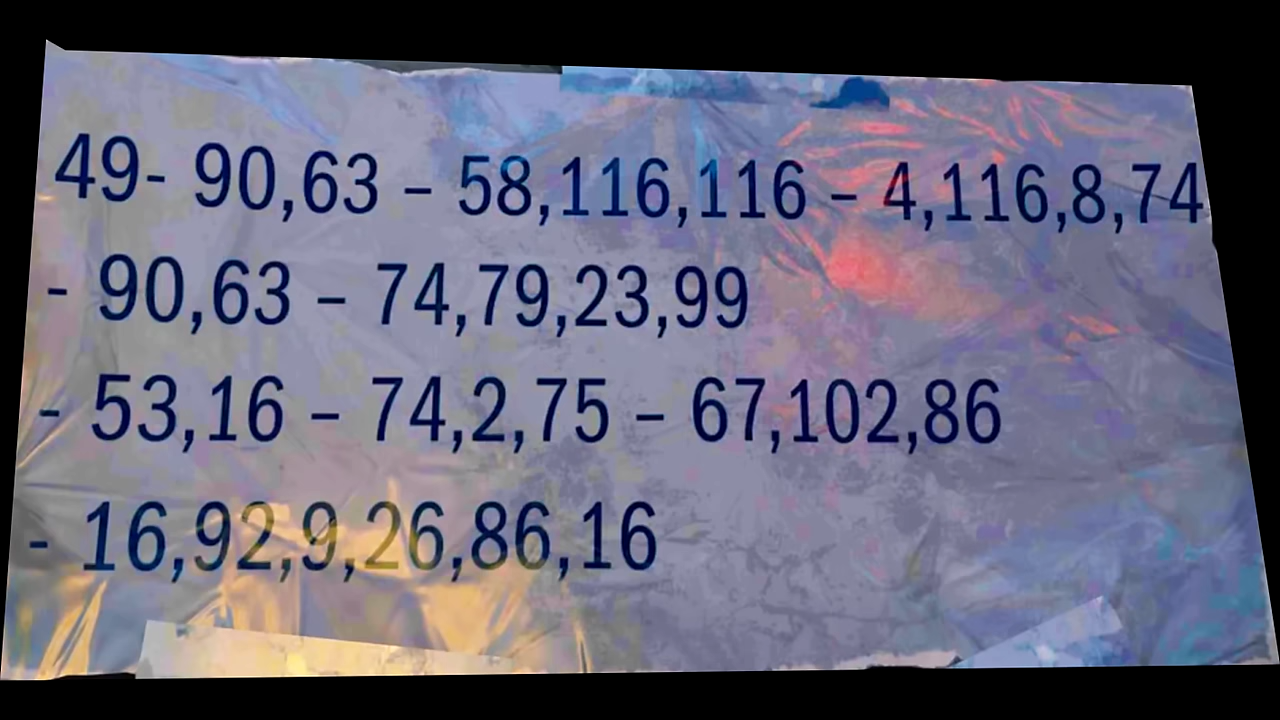 49- 90,63 – 58,116,116 – 4,116,8,74
- 90,63 – 74,79,23,99
- 53,16 – 74,2,75 – 67,102,86
- 16,92,9,26,86,16